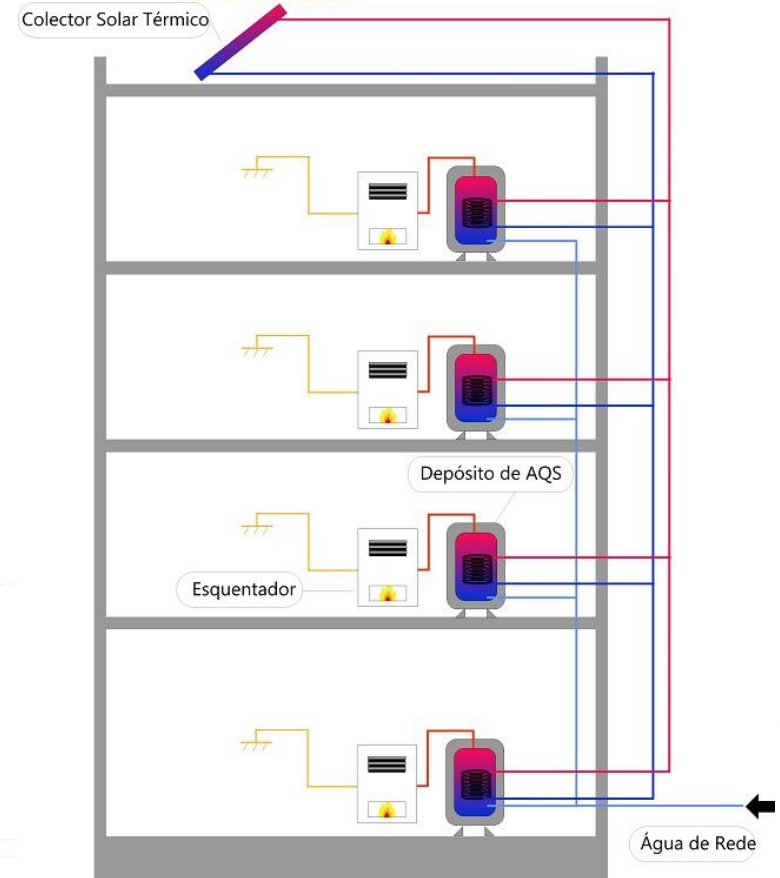 Colector Solar Térmico
Depósito de AQS
Esquentador
Água de Rede